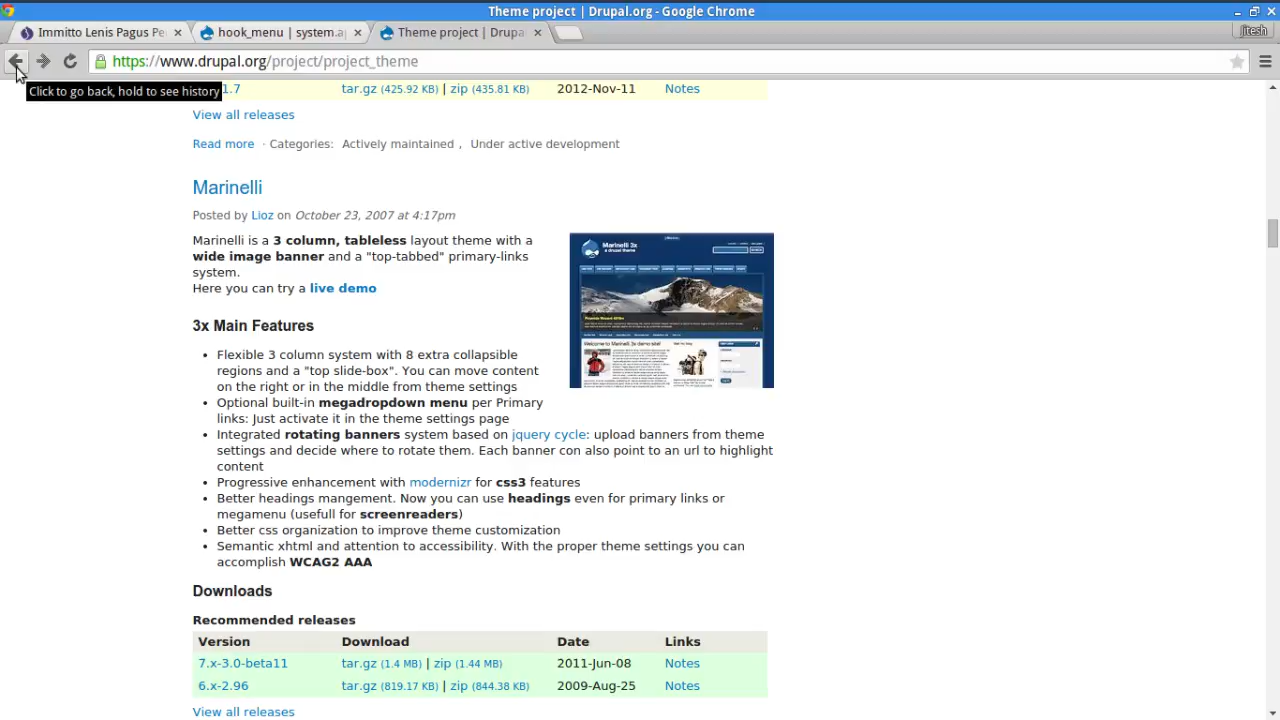 Theme project | Drupal.org - Google Chrome
Immitto Lenis Pagus Pe
hook_menu | system.a
Theme project | Drupa
jitesh
https://www.drupal.org/project/project_theme
Click to go back, hold to see history
1.7 tar.gz (425.92 KB) | zip (435.81 KB) 2012-Nov-11 Notes
View all releases
Read more · Categories: Actively maintained , Under active development
Marinelli
Posted by Lioz on October 23, 2007 at 4:17pm
Marinelli is a 3 column, tableless layout theme with a
wide image banner and a "top-tabbed" primary-links
system.
Here you can try a live demo
Marinelli 3x
3x Main Features
Welcome to Marinelli 3x demo site!
• Flexible 3 column system with 8 extra collapsible
regions and a "top . You can move content
on the right or in the theme settings
• Optional built-in megadropdown menu per Primary
links: Just activate it in the theme settings page
• Integrated rotating banners system based on jquery cycle: upload banners from theme
settings and decide where to rotate them. Each banner con also point to an url to highlight
content
• Progressive enhancement with modernizr for css3 features
• Better headings mangement. Now you can use headings even for primary links or
megamenu (usefull for screenreaders)
• Better css organization to improve theme customization
• Semantic xhtml and attention to accessibility. With the proper theme settings you can
accomplish WCAG2 AAA
Downloads
Recommended releases
Version Download Date Links
7.x-3.0-beta11 tar.gz (1.4 MB) | zip (1.44 MB) 2011-Jun-08 Notes
6.x-2.96 tar.gz (819.17 KB) | zip (844.38 KB) 2009-Aug-25 Notes
View all releases